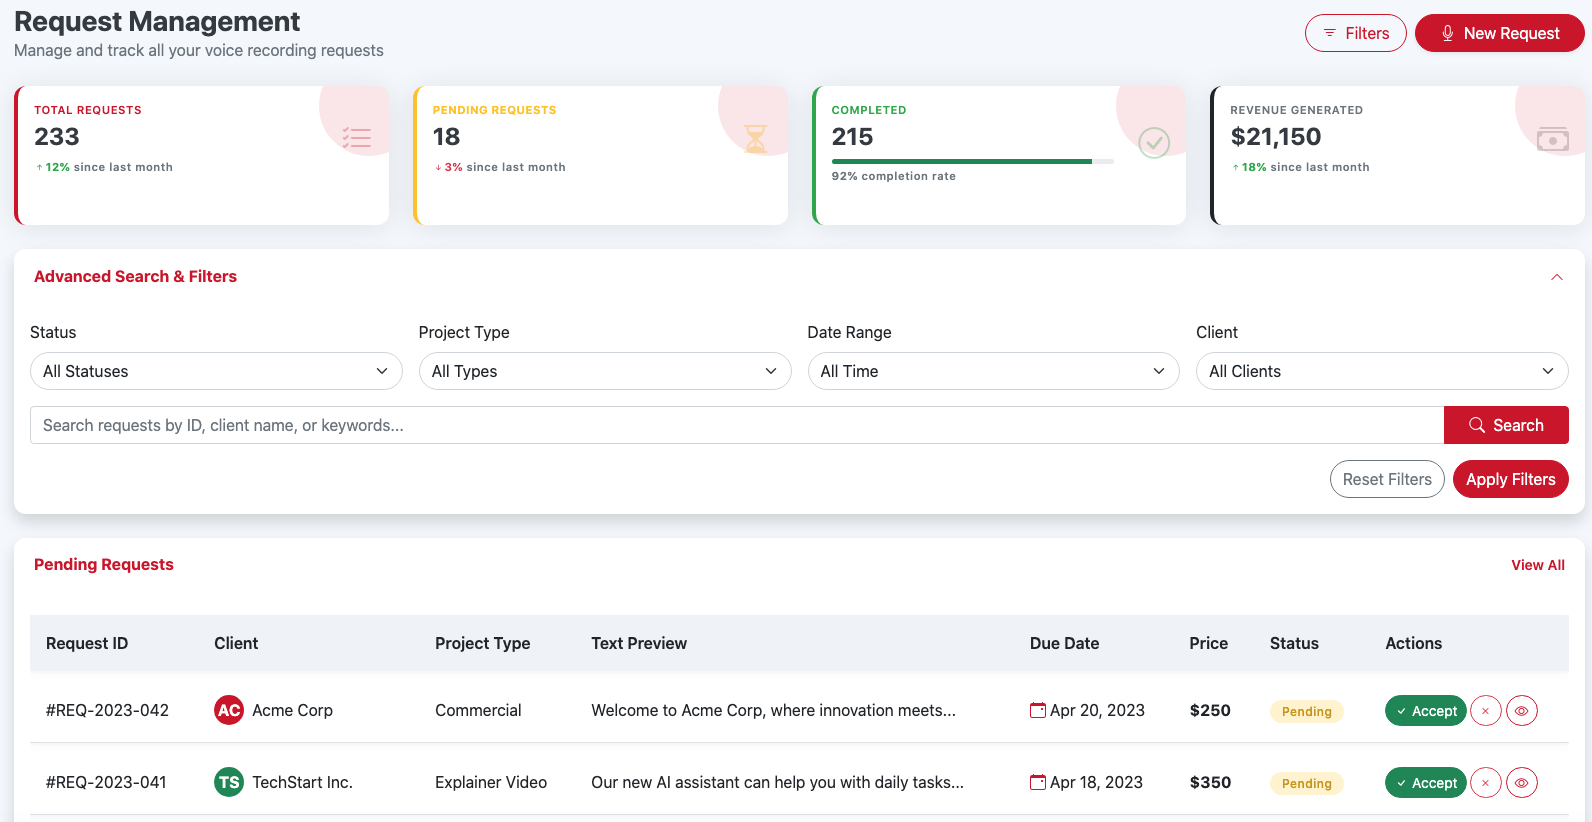 Request Management
Manage and track all your voice recording requests
Filters
New Request
TOTAL REQUESTS
233
↑ 12% since last month
PENDING REQUESTS
18
↓ 3% since last month
COMPLETED
215
92% completion rate
REVENUE GENERATED
$21,150
↑ 18% since last month
Advanced Search & Filters
Status
Project Type
Date Range
Client
All Statuses
All Types
All Time
All Clients
Search requests by ID, client name, or keywords...
Search
Reset Filters
Apply Filters
Pending Requests
View All
Request ID Client Project Type Text Preview Due Date Price Status Actions
#REQ-2023-042 AC Acme Corp Commercial Welcome to Acme Corp, where innovation meets... Apr 20, 2023 $250 Pending Accept
#REQ-2023-041 TS TechStart Inc. Explainer Video Our new AI assistant can help you with daily tasks... Apr 18, 2023 $350 Pending Accept